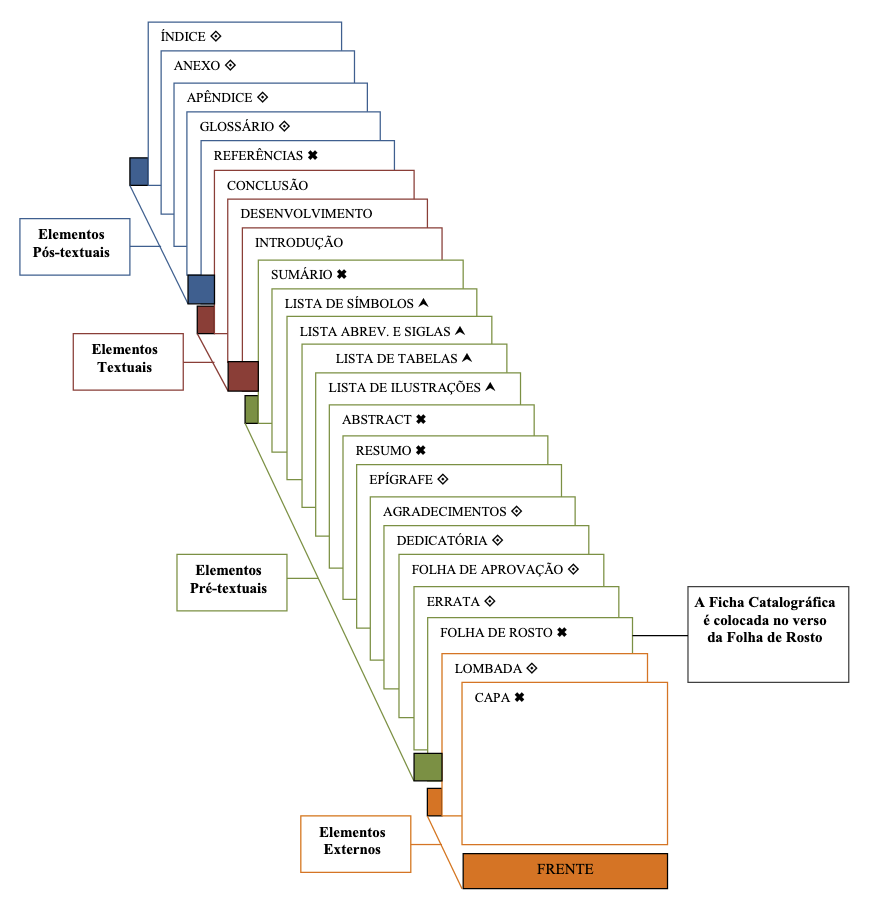 ÍNDICE ⟐
ANEXO ⟐
APÊNDICE ⟐
GLOSSÁRIO ⟐
REFERÊNCIAS ✖
CONCLUSÃO
DESENVOLVIMENTO
Elementos
Pós-textuais
INTRODUÇÃO
SUMÁRIO ✖
LISTA DE SÍMBOLOS ⮝
LISTA ABREV. E SIGLAS ⮝
Elementos
Textuais
LISTA DE TABELAS ⮝
LISTA DE ILUSTRAÇÕES ⮝
ABSTRACT ✖
RESUMO ✖
EPÍGRAFE ⟐
AGRADECIMENTOS ⟐
DEDICATÓRIA ⟐
FOLHA DE APROVAÇÃO ⟐
Elementos
Pré-textuais
ERRATA ⟐
A Ficha Catalográfica
é colocada no verso
da Folha de Rosto
FOLHA DE ROSTO ✖
LOMBADA ⟐
CAPA ✖
Elementos
Externos
FRENTE